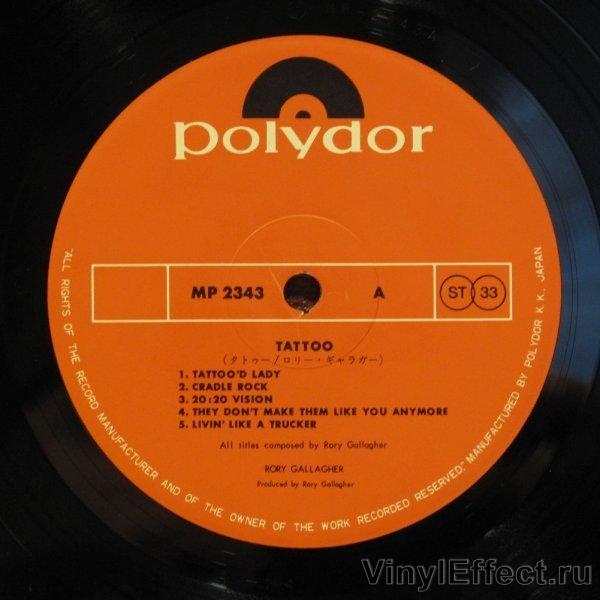 polydor
MP 2343
A
ST 33
TATTOO
(タトゥー/ロリー・ギャラガー)
1. TATTOO'D LADY
2. CRADLE ROCK
3. 20:20 VISION
4. THEY DON'T MAKE THEM LIKE YOU ANYMORE
5. LIVIN' LIKE A TRUCKER
All titles composed by Rory Gallagher
RORY GALLAGHER
Produced by Rory Gallagher
"ALL RIGHTS OF THE RECORD MANUFACTURER AND OF THE OWNER OF THE WORK RECORDED RESERVED." MANUFACTURED BY POLYDOR K.K., JAPAN
VinylEffect.ru